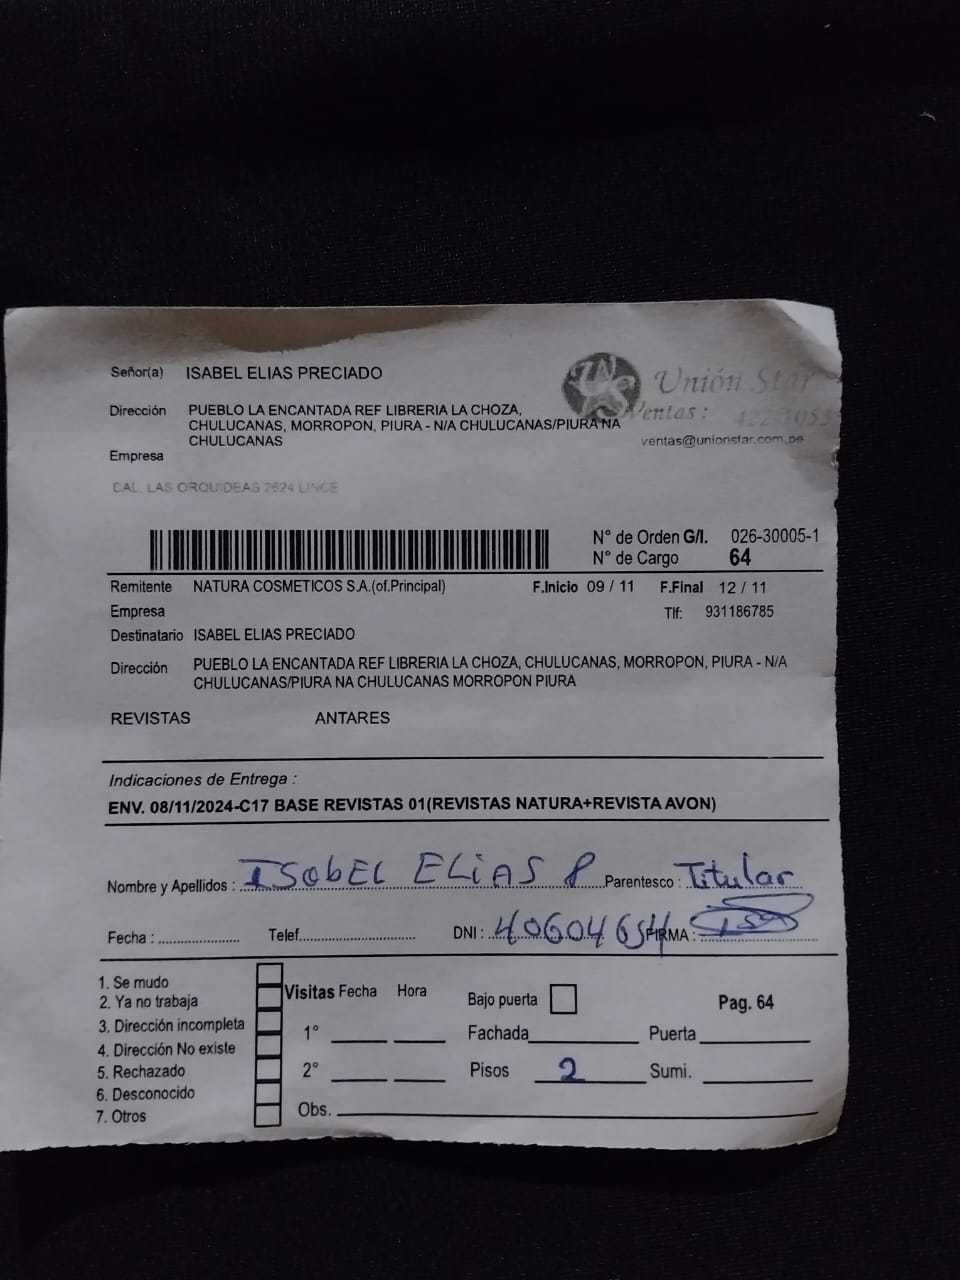 Señor(a) ISABEL ELIAS PRECIADO
Unión Star
Dirección PUEBLO LA ENCANTADA REF LIBRERIA LA CHOZA,
CHULUCANAS, MORROPON, PIURA - N/A CHULUCANAS/PIURA NA
CHULUCANAS
Ventas :
ventas@unionstar.com.pe
Empresa
CAL. LAS ORQUIDEAS 2624 LINCE
N° de Orden G/I. 026-30005-1
N° de Cargo 64
Remitente NATURA COSMETICOS S.A.(of.Principal) F.Inicio 09 / 11 F.Final 12 / 11
Empresa Tlf: 931186785
Destinatario ISABEL ELIAS PRECIADO
Dirección PUEBLO LA ENCANTADA REF LIBRERIA LA CHOZA, CHULUCANAS, MORROPON, PIURA - N/A
CHULUCANAS/PIURA NA CHULUCANAS MORROPON PIURA
REVISTAS ANTARES
Indicaciones de Entrega :
ENV. 08/11/2024-C17 BASE REVISTAS 01(REVISTAS NATURA+REVISTA AVON)
Nombre y Apellidos : ISabEL ELiAS P Parentesco : Titular
Fecha : Telef. DNI : 40604654 FIRMA :
1. Se mudo
2. Ya no trabaja
3. Dirección incompleta
4. Dirección No existe
5. Rechazado
6. Desconocido
7. Otros
Visitas Fecha Hora Bajo puerta Pag. 64
1° Fachada Puerta
2° Pisos 2 Sumi.
Obs.